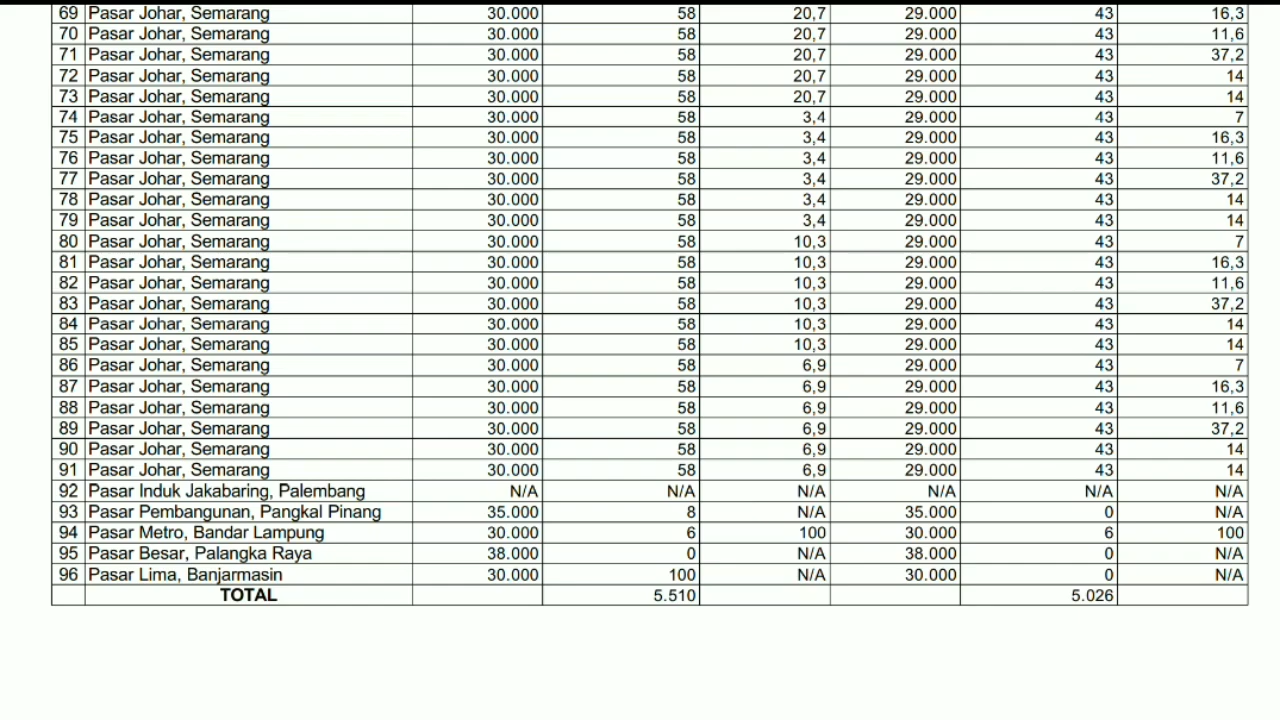 69 Pasar Johar, Semarang 30.000 58 20,7 29.000 43 16,3
70 Pasar Johar, Semarang 30.000 58 20,7 29.000 43 11,6
71 Pasar Johar, Semarang 30.000 58 20,7 29.000 43 37,2
72 Pasar Johar, Semarang 30.000 58 20,7 29.000 43 14
73 Pasar Johar, Semarang 30.000 58 20,7 29.000 43 14
74 Pasar Johar, Semarang 30.000 58 3,4 29.000 43 7
75 Pasar Johar, Semarang 30.000 58 3,4 29.000 43 16,3
76 Pasar Johar, Semarang 30.000 58 3,4 29.000 43 11,6
77 Pasar Johar, Semarang 30.000 58 3,4 29.000 43 37,2
78 Pasar Johar, Semarang 30.000 58 3,4 29.000 43 14
79 Pasar Johar, Semarang 30.000 58 3,4 29.000 43 14
80 Pasar Johar, Semarang 30.000 58 10,3 29.000 43 7
81 Pasar Johar, Semarang 30.000 58 10,3 29.000 43 16,3
82 Pasar Johar, Semarang 30.000 58 10,3 29.000 43 11,6
83 Pasar Johar, Semarang 30.000 58 10,3 29.000 43 37,2
84 Pasar Johar, Semarang 30.000 58 10,3 29.000 43 14
85 Pasar Johar, Semarang 30.000 58 10,3 29.000 43 14
86 Pasar Johar, Semarang 30.000 58 6,9 29.000 43 7
87 Pasar Johar, Semarang 30.000 58 6,9 29.000 43 16,3
88 Pasar Johar, Semarang 30.000 58 6,9 29.000 43 11,6
89 Pasar Johar, Semarang 30.000 58 6,9 29.000 43 37,2
90 Pasar Johar, Semarang 30.000 58 6,9 29.000 43 14
91 Pasar Johar, Semarang 30.000 58 6,9 29.000 43 14
92 Pasar Induk Jakabaring, Palembang N/A N/A N/A N/A N/A N/A
93 Pasar Pembangunan, Pangkal Pinang 35.000 8 N/A 35.000 0 N/A
94 Pasar Metro, Bandar Lampung 30.000 6 100 30.000 6 100
95 Pasar Besar, Palangka Raya 38.000 0 N/A 38.000 0 N/A
96 Pasar Lima, Banjarmasin 30.000 100 N/A 30.000 0 N/A
TOTAL 5.510 5.026